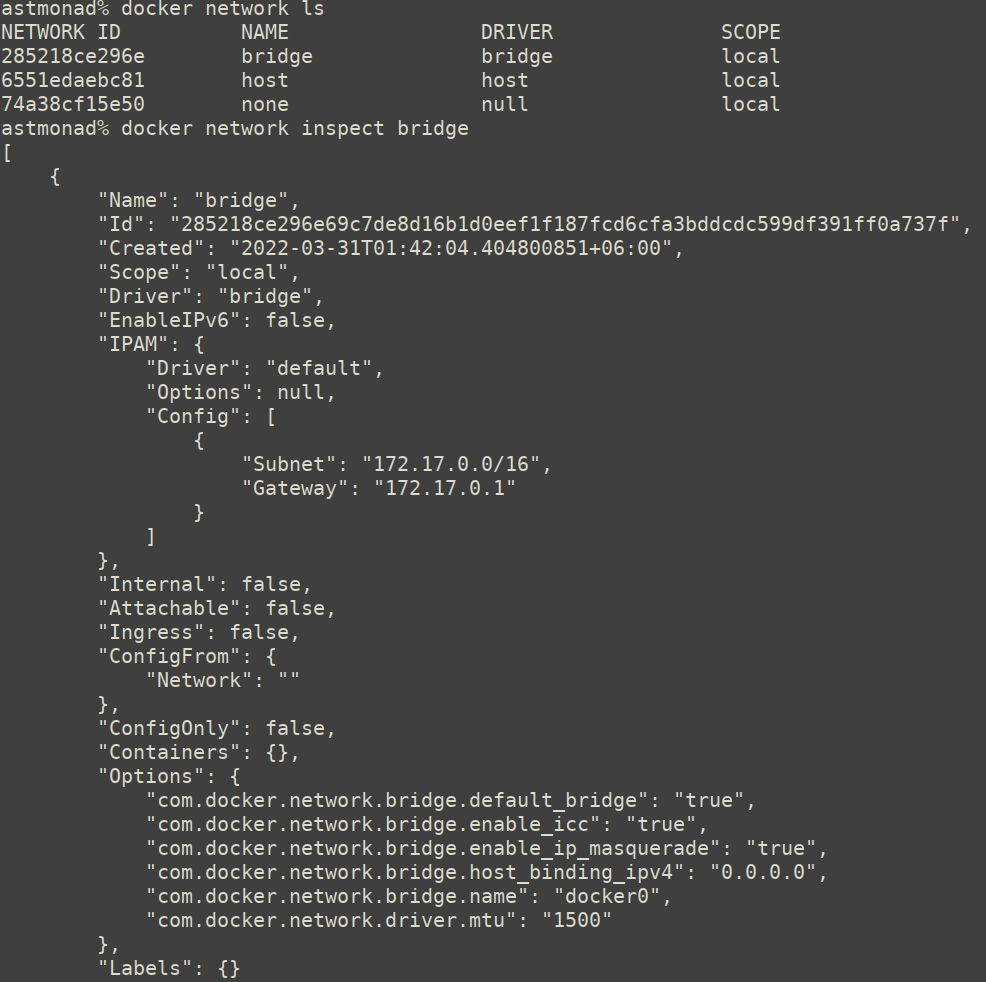 astmonad% docker network ls
NETWORK ID          NAME                DRIVER              SCOPE
285218ce296e        bridge              bridge              local
6551edaebc81        host                host                local
74a38cf15e50        none                null                local
astmonad% docker network inspect bridge
[
    {
        "Name": "bridge",
        "Id": "285218ce296e69c7de8d16b1d0eef1f187fcd6cfa3bddcdc599df391ff0a737f",
        "Created": "2022-03-31T01:42:04.404800851+06:00",
        "Scope": "local",
        "Driver": "bridge",
        "EnableIPv6": false,
        "IPAM": {
            "Driver": "default",
            "Options": null,
            "Config": [
                {
                    "Subnet": "172.17.0.0/16",
                    "Gateway": "172.17.0.1"
                }
            ]
        },
        "Internal": false,
        "Attachable": false,
        "Ingress": false,
        "ConfigFrom": {
            "Network": ""
        },
        "ConfigOnly": false,
        "Containers": {},
        "Options": {
            "com.docker.network.bridge.default_bridge": "true",
            "com.docker.network.bridge.enable_icc": "true",
            "com.docker.network.bridge.enable_ip_masquerade": "true",
            "com.docker.network.bridge.host_binding_ipv4": "0.0.0.0",
            "com.docker.network.bridge.name": "docker0",
            "com.docker.network.driver.mtu": "1500"
        },
        "Labels": {}